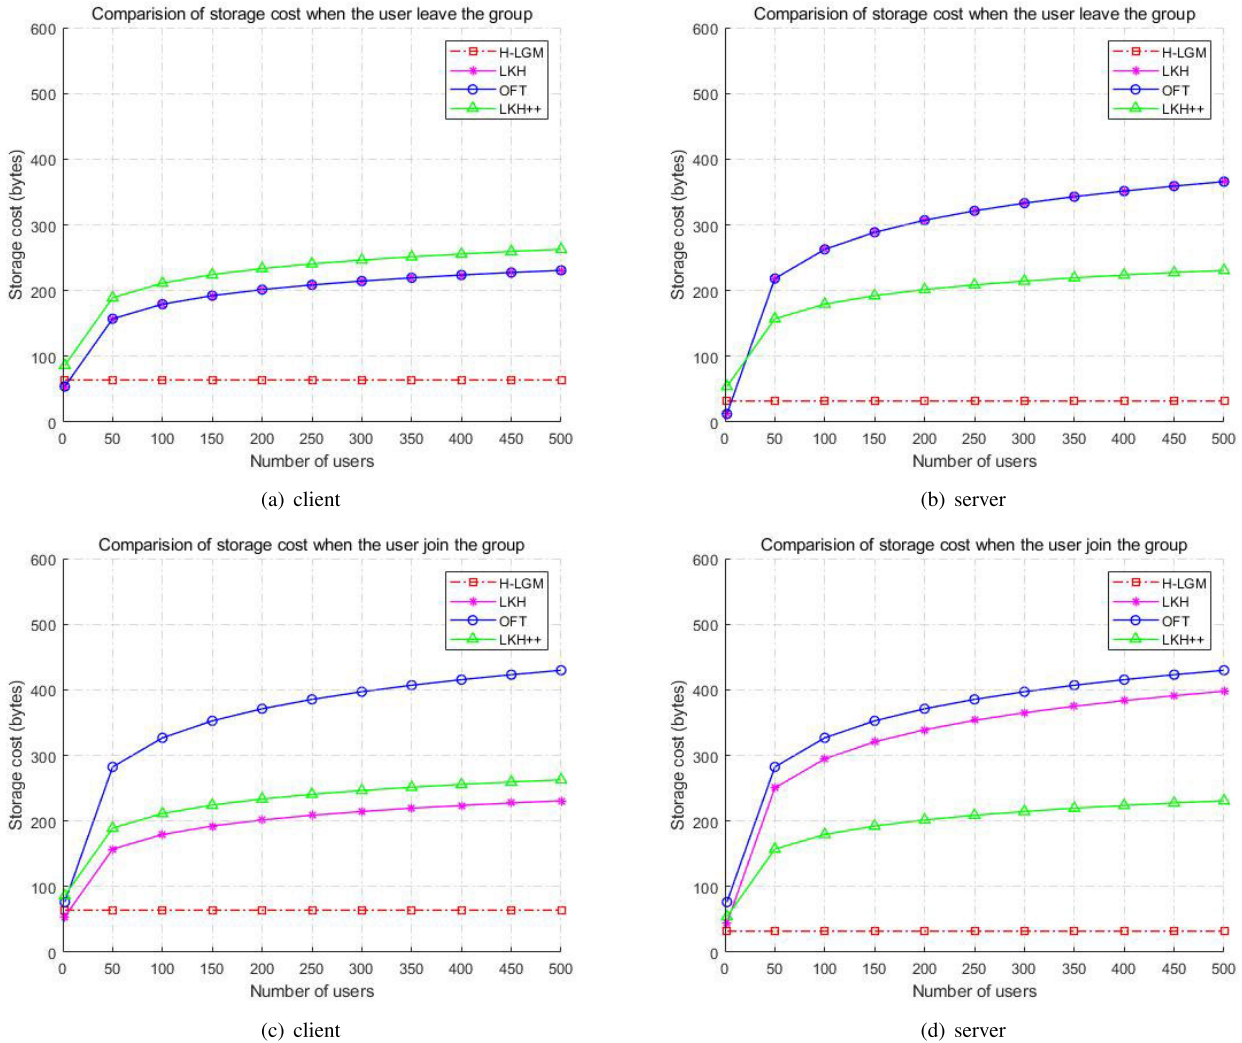 Comparision of storage cost when the user leave the group
600
500
400
300
200
100
0
Storage cost (bytes)
H-LGM
LKH
OFT
LKH++
0 50 100 150 200 250 300 350 400 450 500
Number of users
(a) client
Comparision of storage cost when the user leave the group
600
500
400
300
200
100
0
Storage cost (bytes)
H-LGM
LKH
OFT
LKH++
0 50 100 150 200 250 300 350 400 450 500
Number of users
(b) server
Comparision of storage cost when the user join the group
600
500
400
300
200
100
0
Storage cost (bytes)
H-LGM
LKH
OFT
LKH++
0 50 100 150 200 250 300 350 400 450 500
Number of users
(c) client
Comparision of storage cost when the user join the group
600
500
400
300
200
100
0
Storage cost (bytes)
H-LGM
LKH
OFT
LKH++
0 50 100 150 200 250 300 350 400 450 500
Number of users
(d) server